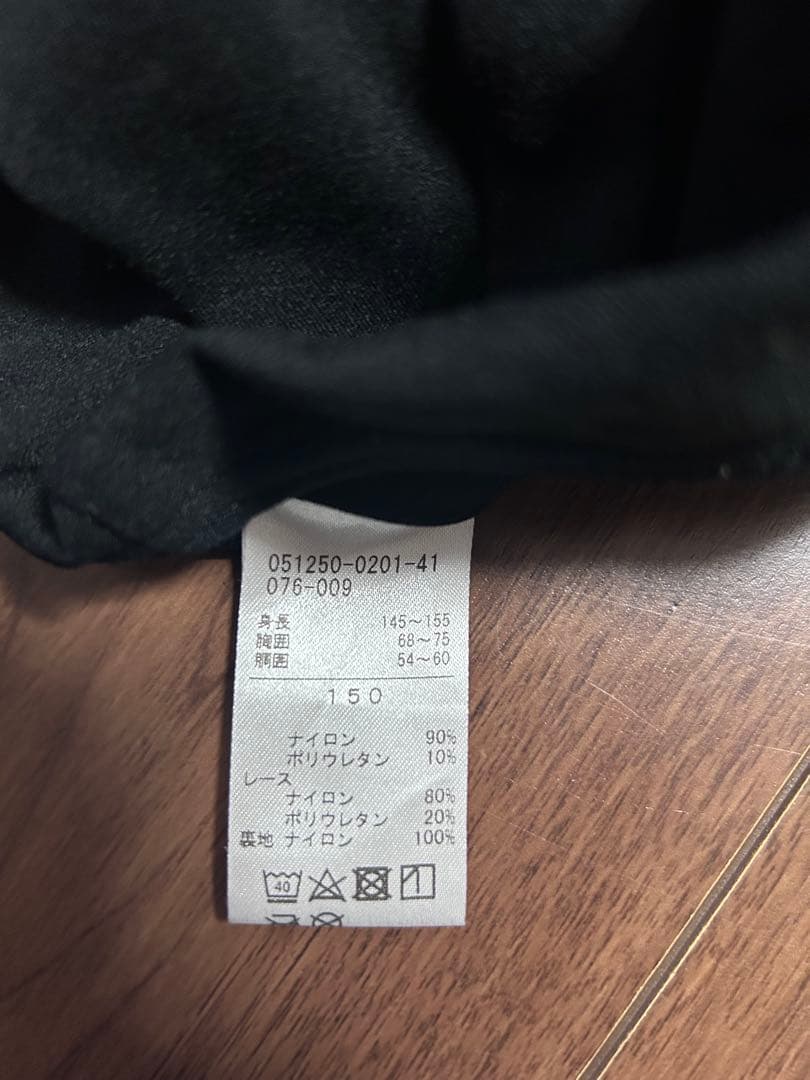 051250-0201-41
076-009
身長 145～155
胸囲 68～75
胴囲 54～60
150
ナイロン 90%
ポリウレタン 10%
レース
ナイロン 80%
ポリウレタン 20%
裏地 ナイロン 100%
40